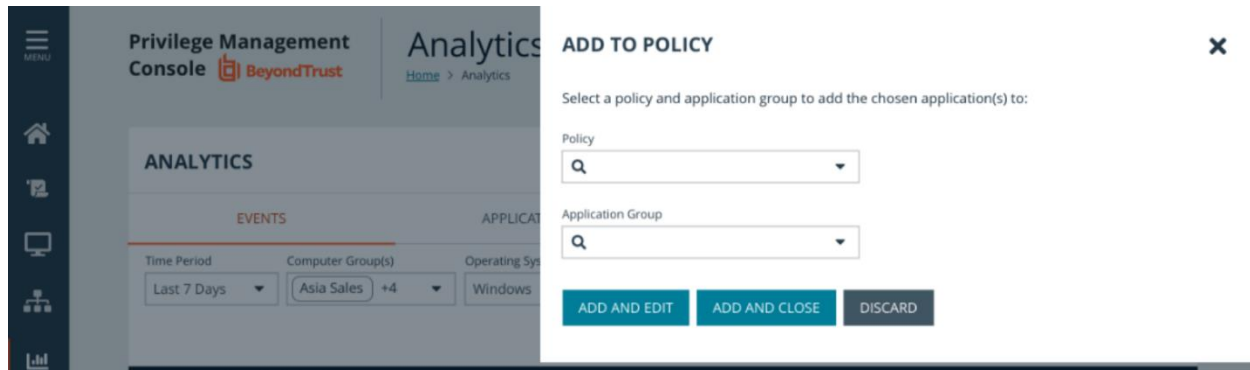 MENU
Privilege Management
Console BeyondTrust
Analytics
Home > Analytics
ANALYTICS
EVENTS
APPLICAT
Time Period
Computer Group(s)
Operating Sys
Last 7 Days
Asia Sales +4
Windows
ADD TO POLICY
Select a policy and application group to add the chosen application(s) to:
Policy
Application Group
ADD AND EDIT
ADD AND CLOSE
DISCARD